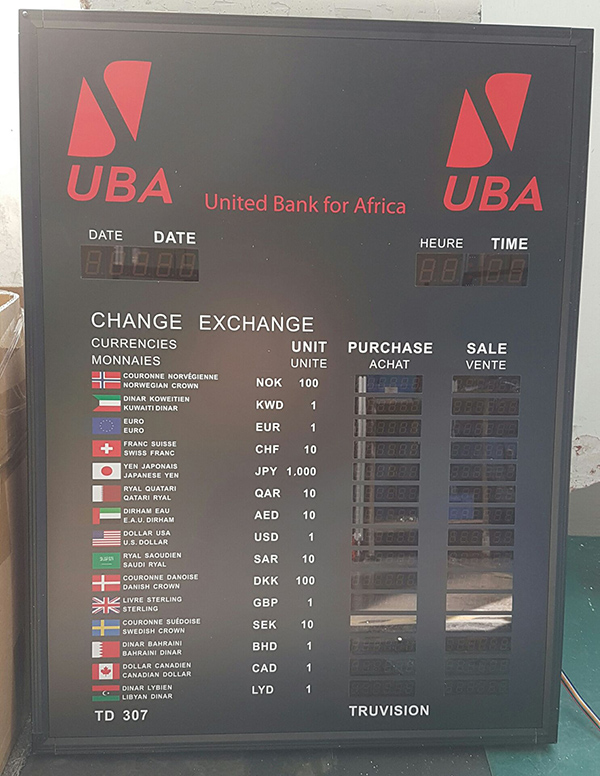 UBA
United Bank for Africa
UBA
DATE DATE
HEURE TIME
CHANGE EXCHANGE
CURRENCIES UNIT PURCHASE SALE
MONNAIES UNITE ACHAT VENTE
COURONNE NORVÉGIENNE
NORWEGIAN CROWN NOK 100
DINAR KOWEITIEN
KUWAITI DINAR KWD 1
EURO
EURO EUR 1
FRANC SUISSE
SWISS FRANC CHF 10
YEN JAPONAIS
JAPANESE YEN JPY 1,000
RYAL QUATARI
QATARI RYAL QAR 10
DIRHAM EAU
E.A.U. DIRHAM AED 10
DOLLAR USA
U.S. DOLLAR USD 1
RYAL SAOUDIEN
SAUDI RYAL SAR 10
COURONNE DANOISE
DANISH CROWN DKK 100
LIVRE STERLING
STERLING GBP 1
COURONNE SUÉDOISE
SWEDISH CROWN SEK 10
DINAR BAHRAINI
BAHRAINI DINAR BHD 1
DOLLAR CANADIEN
CANADIAN DOLLAR CAD 1
DINAR LYBIEN
LIBYAN DINAR LYD 1
TD 307 TRUVISION